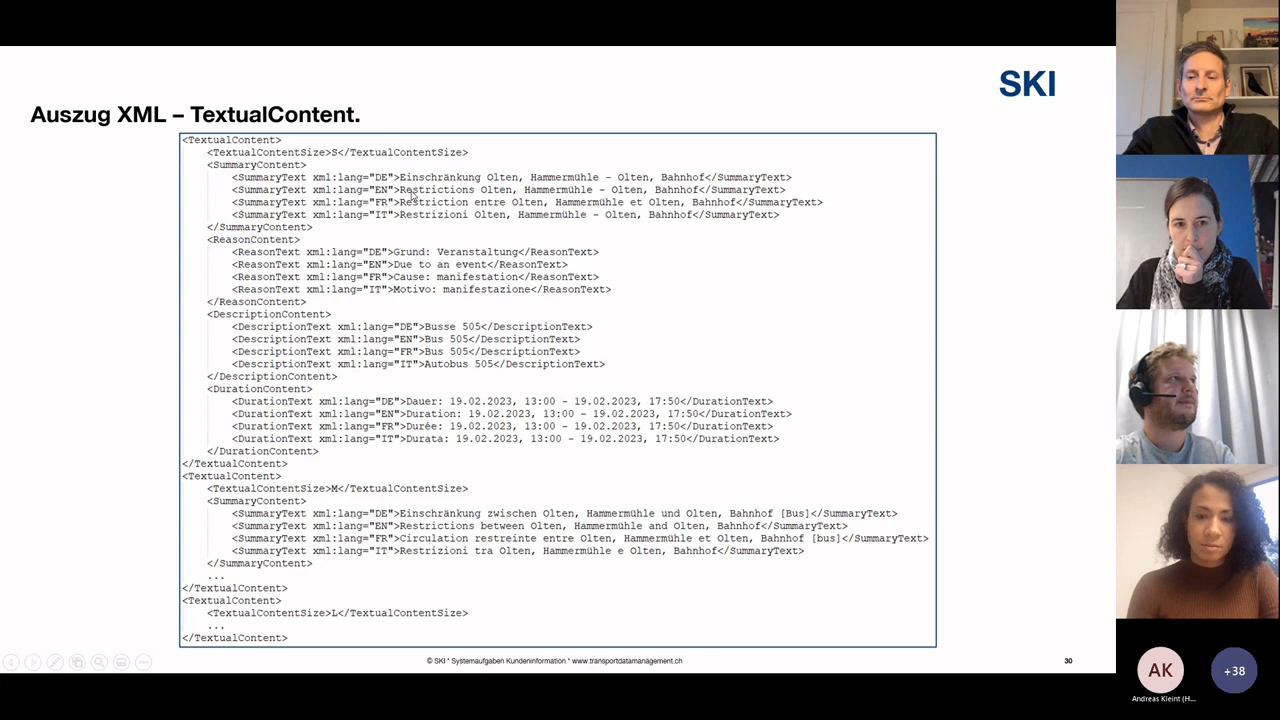 SKI
Auszug XML – TextualContent.
<TextualContent>
<TextualContentSize>S</TextualContentSize>
<SummaryContent>
<SummaryText xml:lang="DE">Einschränkung Olten, Hammermühle - Olten, Bahnhof</SummaryText>
<SummaryText xml:lang="EN">Restrictions Olten, Hammermühle - Olten, Bahnhof</SummaryText>
<SummaryText xml:lang="FR">Restriction entre Olten, Hammermühle et Olten, Bahnhof</SummaryText>
<SummaryText xml:lang="IT">Restrizioni Olten, Hammermühle - Olten, Bahnhof</SummaryText>
</SummaryContent>
<ReasonContent>
<ReasonText xml:lang="DE">Grund: Veranstaltung</ReasonText>
<ReasonText xml:lang="EN">Due to an event</ReasonText>
<ReasonText xml:lang="FR">Cause: manifestation</ReasonText>
<ReasonText xml:lang="IT">Motivo: manifestazione</ReasonText>
</ReasonContent>
<DescriptionContent>
<DescriptionText xml:lang="DE">Busse 505</DescriptionText>
<DescriptionText xml:lang="EN">Bus 505</DescriptionText>
<DescriptionText xml:lang="FR">Bus 505</DescriptionText>
<DescriptionText xml:lang="IT">Autobus 505</DescriptionText>
</DescriptionContent>
<DurationContent>
<DurationText xml:lang="DE">Dauer: 19.02.2023, 13:00 - 19.02.2023, 17:50</DurationText>
<DurationText xml:lang="EN">Duration: 19.02.2023, 13:00 - 19.02.2023, 17:50</DurationText>
<DurationText xml:lang="FR">Durée: 19.02.2023, 13:00 - 19.02.2023, 17:50</DurationText>
<DurationText xml:lang="IT">Durata: 19.02.2023, 13:00 - 19.02.2023, 17:50</DurationText>
</DurationContent>
</TextualContent>
<TextualContent>
<TextualContentSize>M</TextualContentSize>
<SummaryContent>
<SummaryText xml:lang="DE">Einschränkung zwischen Olten, Hammermühle und Olten, Bahnhof [Bus]</SummaryText>
<SummaryText xml:lang="EN">Restrictions between Olten, Hammermühle and Olten, Bahnhof</SummaryText>
<SummaryText xml:lang="FR">Circulation restreinte entre Olten, Hammermühle et Olten, Bahnhof [bus]</SummaryText>
<SummaryText xml:lang="IT">Restrizioni tra Olten, Hammermühle e Olten, Bahnhof</SummaryText>
</SummaryContent>
...
</TextualContent>
<TextualContent>
<TextualContentSize>L</TextualContentSize>
...
</TextualContent>
© SKI * Systemaufgaben Kundeninformation * www.transportdatamanagement.ch
30
AK
+38
Andreas Kleint (H...